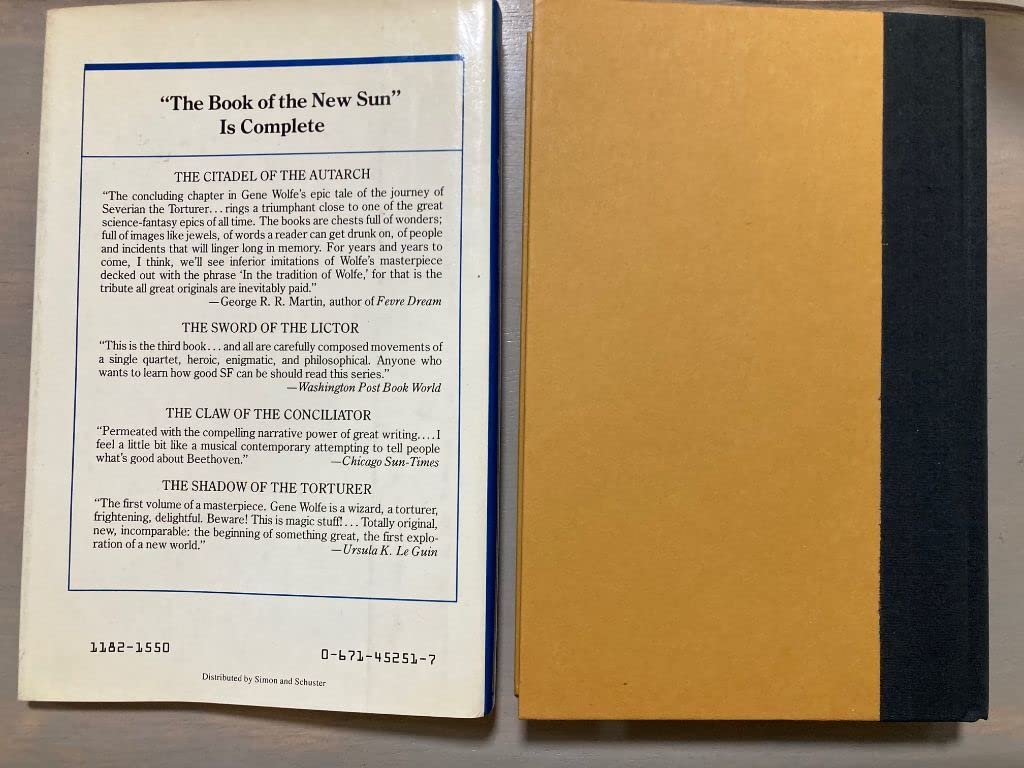 “The Book of the New Sun”
Is Complete
THE CITADEL OF THE AUTARCH
“The concluding chapter in Gene Wolfe’s epic tale of the journey of
Severian the Torturer...rings a triumphant close to one of the great
science-fantasy epics of all time. The books are chests full of wonders;
full of images like jewels, of words a reader can get drunk on, of people
and incidents that will linger long in memory. For years and years to
come, I think, we’ll see inferior imitations of Wolfe’s masterpiece
decked out with the phrase ‘In the tradition of Wolfe,’ for that is the
tribute all great originals are inevitably paid.”
—George R. R. Martin, author of Fevre Dream
THE SWORD OF THE LICTOR
“This is the third book...and all are carefully composed movements of
a single quartet, heroic, enigmatic, and philosophical. Anyone who
wants to learn how good SF can be should read this series.”
—Washington Post Book World
THE CLAW OF THE CONCILIATOR
“Permeated with the compelling narrative power of great writing....I
feel a little bit like a musical contemporary attempting to tell people
what’s good about Beethoven.” —Chicago Sun-Times
THE SHADOW OF THE TORTURER
“The first volume of a masterpiece. Gene Wolfe is a wizard, a torturer,
frightening, delightful. Beware! This is magic stuff!...Totally original,
new, incomparable: the beginning of something great, the first explo-
ration of a new world.” —Ursula K. Le Guin
1182-1550
0-671-45251-7
Distributed by Simon and Schuster